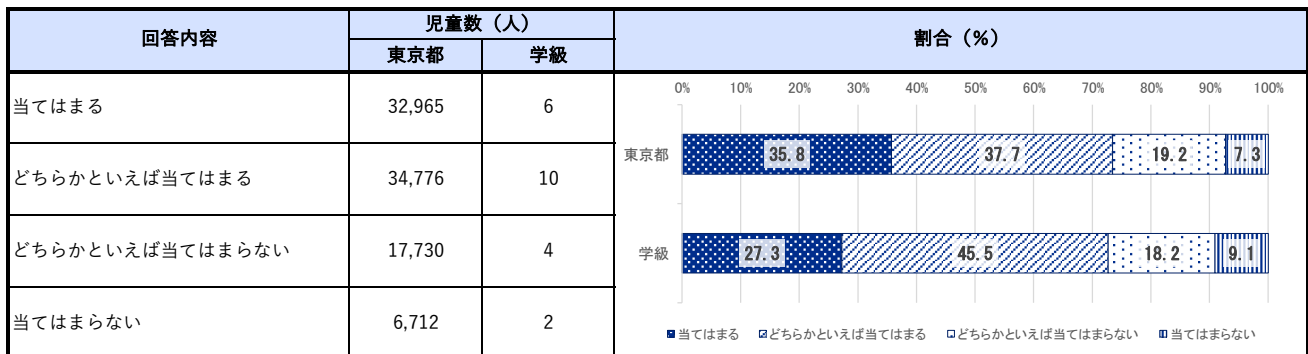 回答内容
児童数（人）
割合（％）
東京都
学級
当てはまる
32,965
6
どちらかといえば当てはまる
34,776
10
どちらかといえば当てはまらない
17,730
4
当てはまらない
6,712
2
0% 10% 20% 30% 40% 50% 60% 70% 80% 90% 100%
東京都 35.8 37.7 19.2 7.3
学級 27.3 45.5 18.2 9.1
当てはまる どちらかといえば当てはまる どちらかといえば当てはまらない 当てはまらない